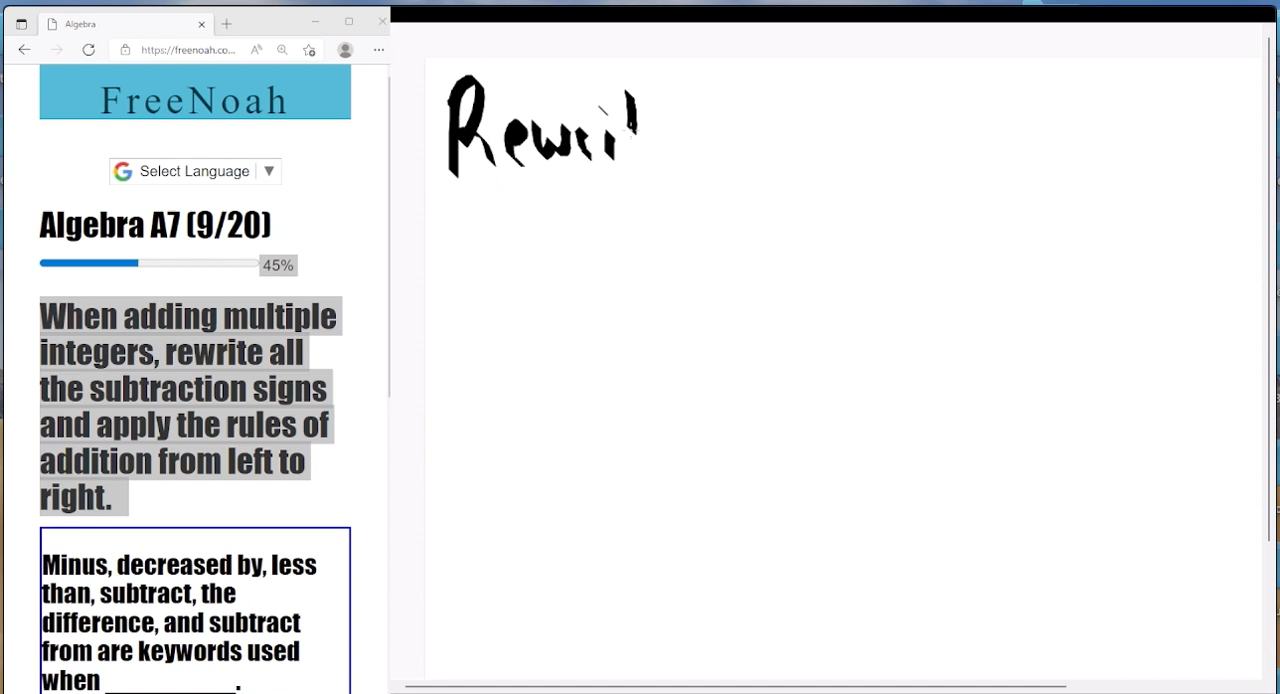 Algebra
https://freenoah.co...
FreeNoah
Select Language ▼
Algebra A7 (9/20)
45%
When adding multiple
integers, rewrite all
the subtraction signs
and apply the rules of
addition from left to
right.
Minus, decreased by, less
than, subtract, the
difference, and subtract
from are keywords used
when __________.
Rewri